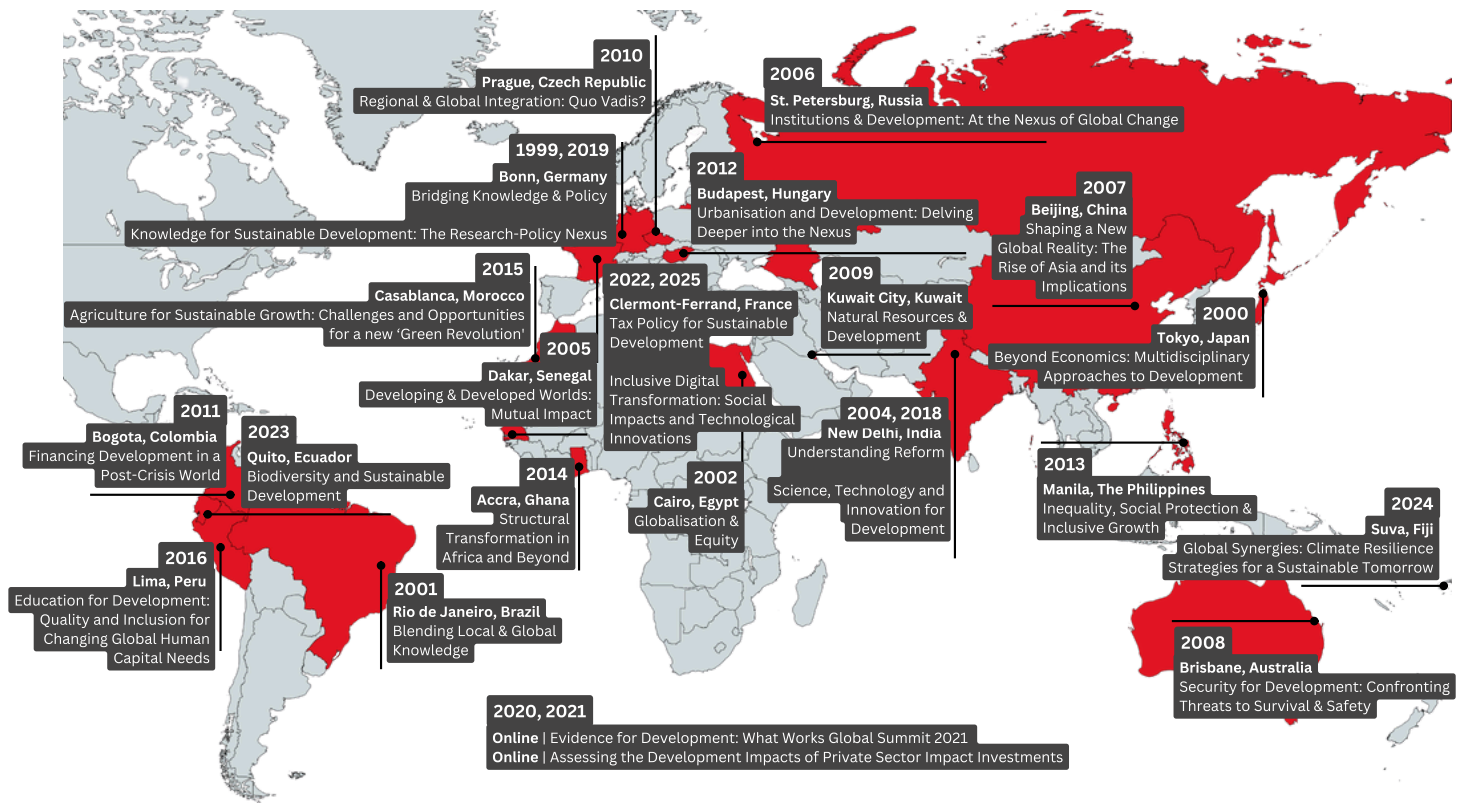 2010
Prague, Czech Republic
Regional & Global Integration: Quo Vadis?
2006
St. Petersburg, Russia
Institutions & Development: At the Nexus of Global Change
1999, 2019
Bonn, Germany
Bridging Knowledge & Policy
Knowledge for Sustainable Development: The Research-Policy Nexus
2012
Budapest, Hungary
Urbanisation and Development: Delving
Deeper into the Nexus
2007
Beijing, China
Shaping a New
Global Reality: The
Rise of Asia and its
Implications
2015
Casablanca, Morocco
Agriculture for Sustainable Growth: Challenges and Opportunities
for a new ‘Green Revolution'
2022, 2025
Clermont-Ferrand, France
Tax Policy for Sustainable
Development
Inclusive Digital
Transformation: Social
Impacts and Technological
Innovations
2009
Kuwait City, Kuwait
Natural Resources &
Development
2000
Tokyo, Japan
Beyond Economics: Multidisciplinary
Approaches to Development
2005
Dakar, Senegal
Developing & Developed Worlds:
Mutual Impact
2011
Bogota, Colombia
Financing Development in a
Post-Crisis World
2023
Quito, Ecuador
Biodiversity and Sustainable
Development
2004, 2018
New Delhi, India
Understanding Reform
Science, Technology and
Innovation for
Development
2014
Accra, Ghana
Structural
Transformation in
Africa and Beyond
2002
Cairo, Egypt
Globalisation &
Equity
2013
Manila, The Philippines
Inequality, Social Protection &
Inclusive Growth
2024
Suva, Fiji
Global Synergies: Climate Resilience
Strategies for a Sustainable Tomorrow
2016
Lima, Peru
Education for Development:
Quality and Inclusion for
Changing Global Human
Capital Needs
2001
Rio de Janeiro, Brazil
Blending Local & Global
Knowledge
2008
Brisbane, Australia
Security for Development: Confronting
Threats to Survival & Safety
2020, 2021
Online | Evidence for Development: What Works Global Summit 2021
Online | Assessing the Development Impacts of Private Sector Impact Investments